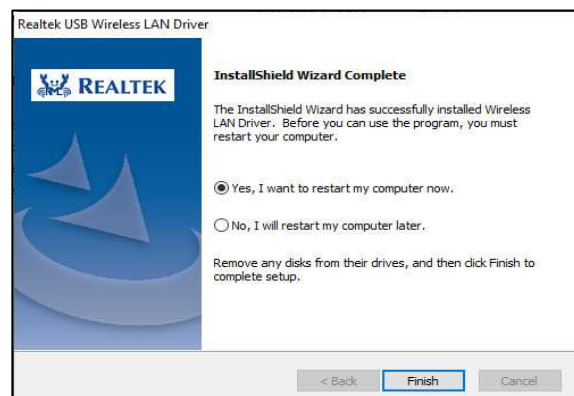 Realtek USB Wireless LAN Driver
REALTEK
InstallShield Wizard Complete
The InstallShield Wizard has successfully installed Wireless
LAN Driver. Before you can use the program, you must
restart your computer.
Yes, I want to restart my computer now.
No, I will restart my computer later.
Remove any disks from their drives, and then click Finish to
complete setup.
< Back Finish Cancel